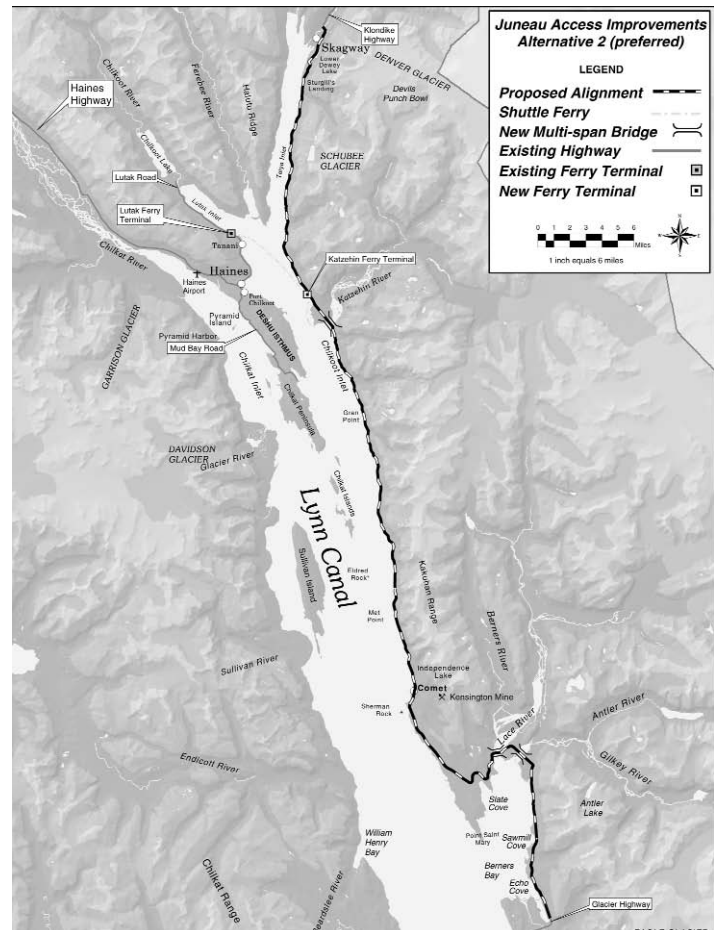 Juneau Access Improvements
Alternative 2 (preferred)
LEGEND
Proposed Alignment
Shuttle Ferry
New Multi-span Bridge
Existing Highway
Existing Ferry Terminal
New Ferry Terminal
0 1 2 3 4 5 6
Miles
1 inch equals 6 miles
Klondike
Highway
Skagway
Lower
Dewey
Lake
DENVER GLACIER
Sturgill's
Landing
Devils
Punch Bowl
Haines
Highway
Chilkoot River
Ferebee River
Halutu Ridge
Taiya Inlet
SCHUBEE
GLACIER
Chilkoot Lake
Lutak Road
Lutak Inlet
Lutak Ferry
Terminal
Tanani
Chilkat River
Katzehin Ferry Terminal
Katzehin River
Haines
Haines
Airport
Port
Chilkoot
Pyramid
Island
DESHU ISTHMUS
Pyramid Harbor
Mud Bay Road
GARRISON GLACIER
Chilkat Inlet
Chilkoot Inlet
Chilkat Peninsula
Gran
Point
DAVIDSON
GLACIER
Glacier River
Chilkat Islands
Lynn Canal
Sullivan Island
Eldred
Rock
Kakuhan Range
Met
Point
Berners River
Sullivan River
Independence
Lake
Comet
Kensington Mine
Sherman
Rock
Lace River
Antler River
Gilkey River
Endicott River
Slate
Cove
Antler
Lake
William
Henry
Bay
Point Saint
Mary
Sawmill
Cove
Berners
Bay
Echo
Cove
Chilkat Range
Glacier Highway